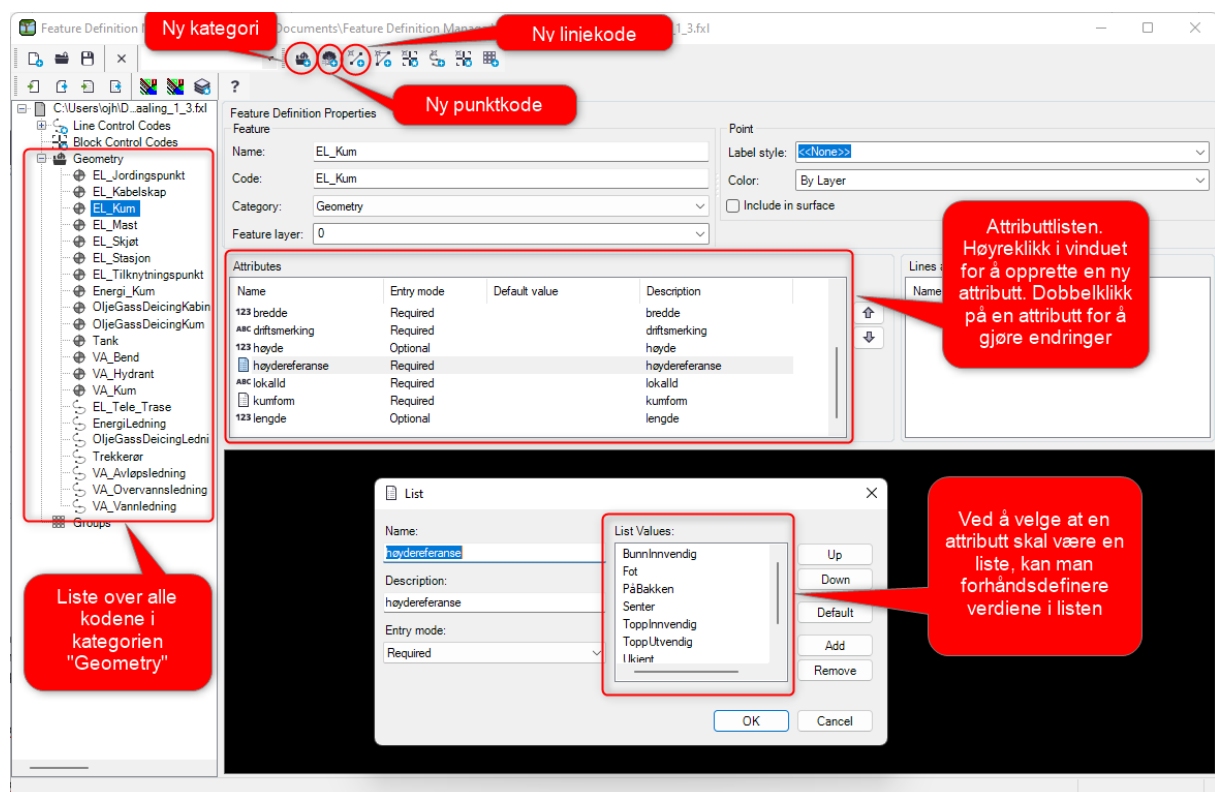 Feature Definition
Ny kategori
Documents\Feature Definition Manager
Ny linjekode
_1_3.fxl
?
Ny punktkode
C:\Users\ojh\D...aaling_1_3.fxl
Line Control Codes
Block Control Codes
Geometry
EL_Jordingspunkt
EL_Kabelskap
EL_Kum
EL_Mast
EL_Skjøt
EL_Stasjon
EL_Tilknytningspunkt
Energi_Kum
OljeGassDeicingKabin
OljeGassDeicingKum
Tank
VA_Bend
VA_Hydrant
VA_Kum
EL_Tele_Trase
EnergiLedning
OljeGassDeicingLedni
Trekkerør
VA_Avløpsledning
VA_Overvannsledning
VA_Vannledning
Groups
Liste over alle
kodene i
kategorien
"Geometry"
Feature Definition Properties
Feature
Name: EL_Kum
Code: EL_Kum
Category: Geometry
Feature layer: 0
Point
Label style: <<None>>
Color: By Layer
Include in surface
Attributtlisten.
Høyreklikk i vinduet
for å opprette en ny
attributt. Dobbelklikk
på en attributt for å
gjøre endringer
Attributes
Name Entry mode Default value Description
123 bredde Required bredde
ABC driftsmerking Required driftsmerking
123 høyde Optional høyde
høydereferanse Required høydereferanse
ABC lokalId Required lokalId
kumform Required kumform
123 lengde Optional lengde
Lines
Name
List
Name:
høydereferanse
Description:
høydereferanse
Entry mode:
Required
List Values:
BunnInnvendig
Fot
PåBakken
Senter
ToppInnvendig
ToppUtvendig
Ukjent
Up
Down
Default
Add
Remove
OK
Cancel
Ved å velge at en
attributt skal være en
liste, kan man
forhåndsdefinere
verdiene i listen